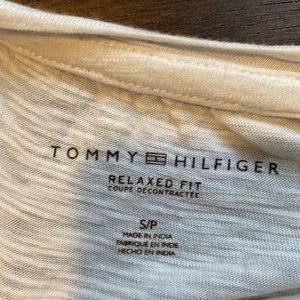 TOMMY HILFIGER
RELAXED FIT
COUPE DÉCONTRACTÉE
S/P
MADE IN INDIA
FABRIQUÉ EN INDE
HECHO EN INDIA